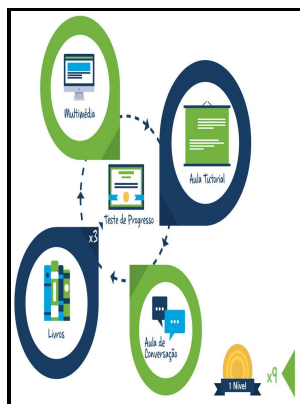 Multimédia
Aula Tutorial
Teste de Progresso
x3
Livros
Aula de
Conversação
1 Nível
x9